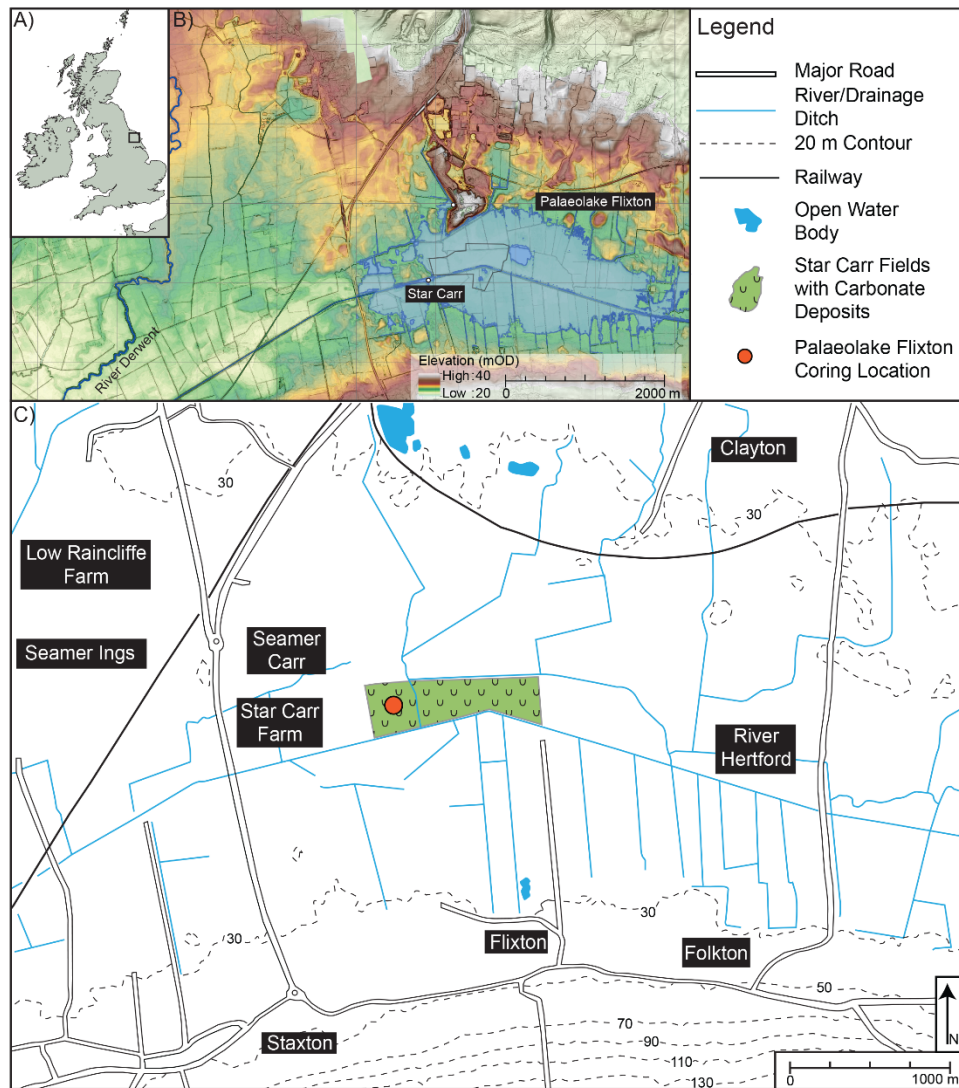 A)
B)
Palaeolake Flixton
Star Carr
River Derwent
Elevation (mOD)
High :40
Low :20
0
2000 m
Legend
Major Road
River/Drainage
Ditch
20 m Contour
Railway
Open Water
Body
Star Carr Fields
with Carbonate
Deposits
Palaeolake Flixton
Coring Location
C)
Clayton
30
30
Low Raincliffe
Farm
Seamer Ings
Seamer
Carr
Star Carr
Farm
River
Hertford
30
30
Flixton
Folkton
50
Staxton
70
90
110
130
N
0
1000 m